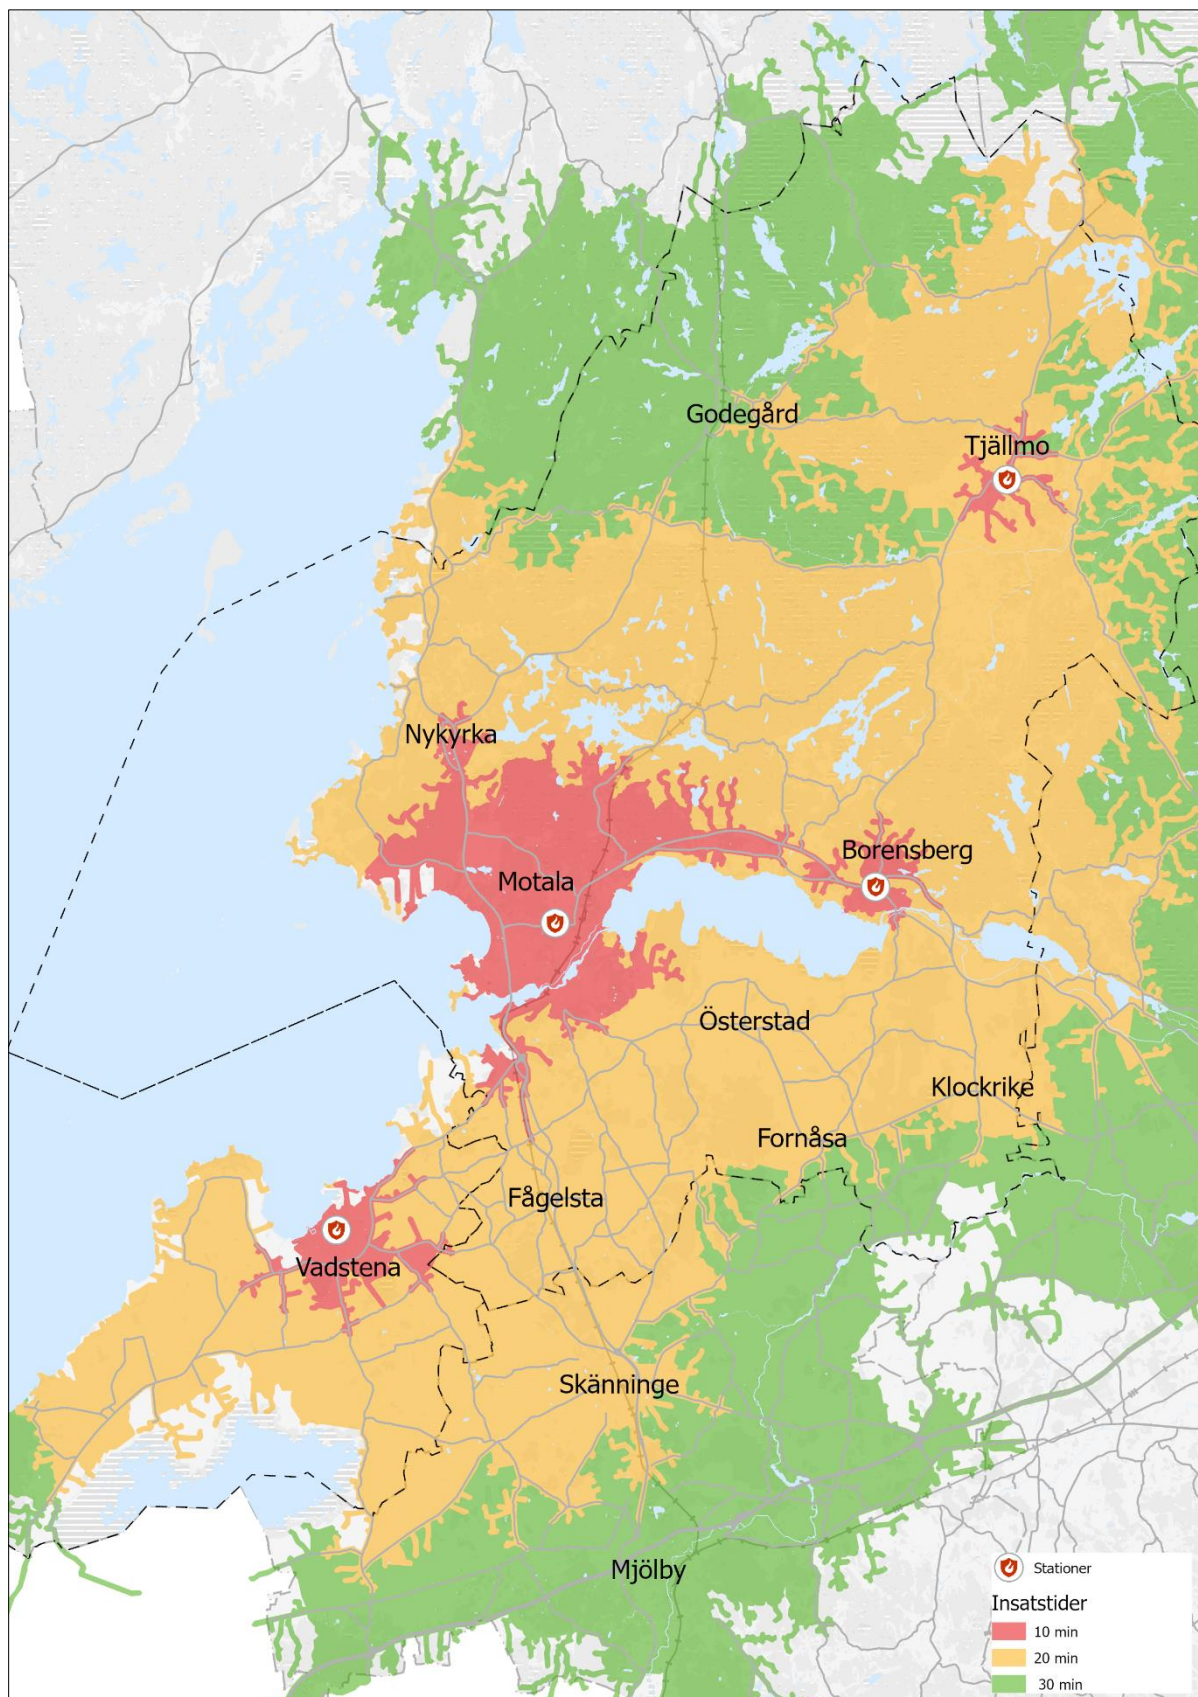 Godegård
Tjällmo
Nykyrka
Borensberg
Motala
Österstad
Klockrike
Fornåsa
Fågelsta
Vadstena
Skänninge
Mjölby
Stationer
Insatstider
10 min
20 min
30 min